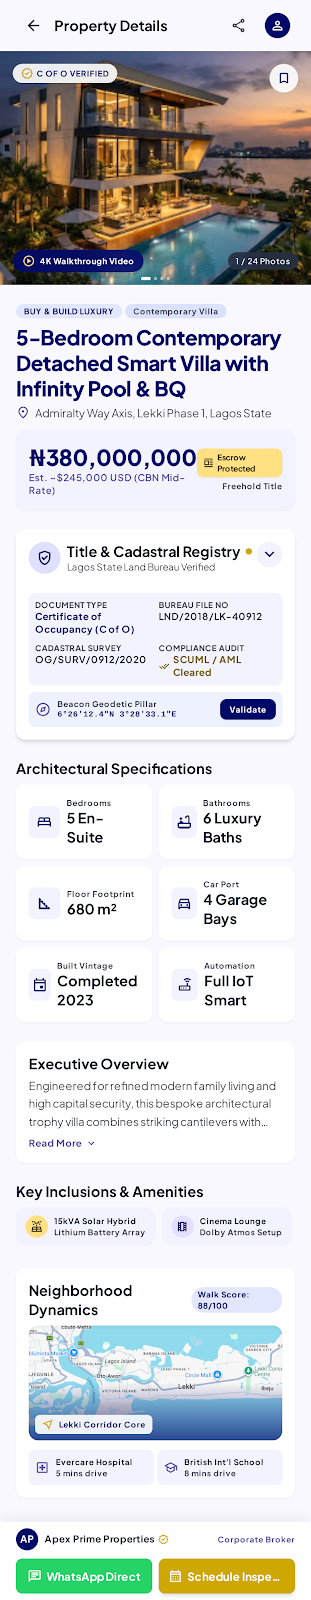 Property Details
C OF O VERIFIED
4K Walkthrough Video
1 / 24 Photos
BUY & BUILD LUXURY
Contemporary Villa
5-Bedroom Contemporary
Detached Smart Villa with
Infinity Pool & BQ
Admiralty Way Axis, Lekki Phase 1, Lagos State
₦380,000,000
Escrow
Protected
Est. ~$245,000 USD (CBN Mid-
Rate)
Freehold Title
Title & Cadastral Registry
Lagos State Land Bureau Verified
DOCUMENT TYPE
Certificate of
Occupancy (C of O)
BUREAU FILE NO
LND/2018/LK-40912
CADASTRAL SURVEY
OG/SURV/0912/2020
COMPLIANCE AUDIT
SCUML / AML
Cleared
Beacon Geodetic Pillar
6°26'12.4"N 3°28'33.1"E
Validate
Architectural Specifications
Bedrooms
5 En-
Suite
Bathrooms
6 Luxury
Baths
Floor Footprint
680 m²
Car Port
4 Garage
Bays
Built Vintage
Completed
2023
Automation
Full IoT
Smart
Executive Overview
Engineered for refined modern family living and
high capital security, this bespoke architectural
trophy villa combines striking cantilevers with...
Read More
Key Inclusions & Amenities
15kVA Solar Hybrid
Lithium Battery Array
Cinema Lounge
Dolby Atmos Setup
Neighborhood
Dynamics
Walk Score:
88/100
Lagos Island
Oto-Awori
BANANA ISLAND
VICTORIA ISLAND
Circle Mall
Lekki
Ibeju
Lekki Corridor Core
Evercare Hospital
5 mins drive
British Int'l School
8 mins drive
AP
Apex Prime Properties
Corporate Broker
WhatsApp Direct
Schedule Inspe...